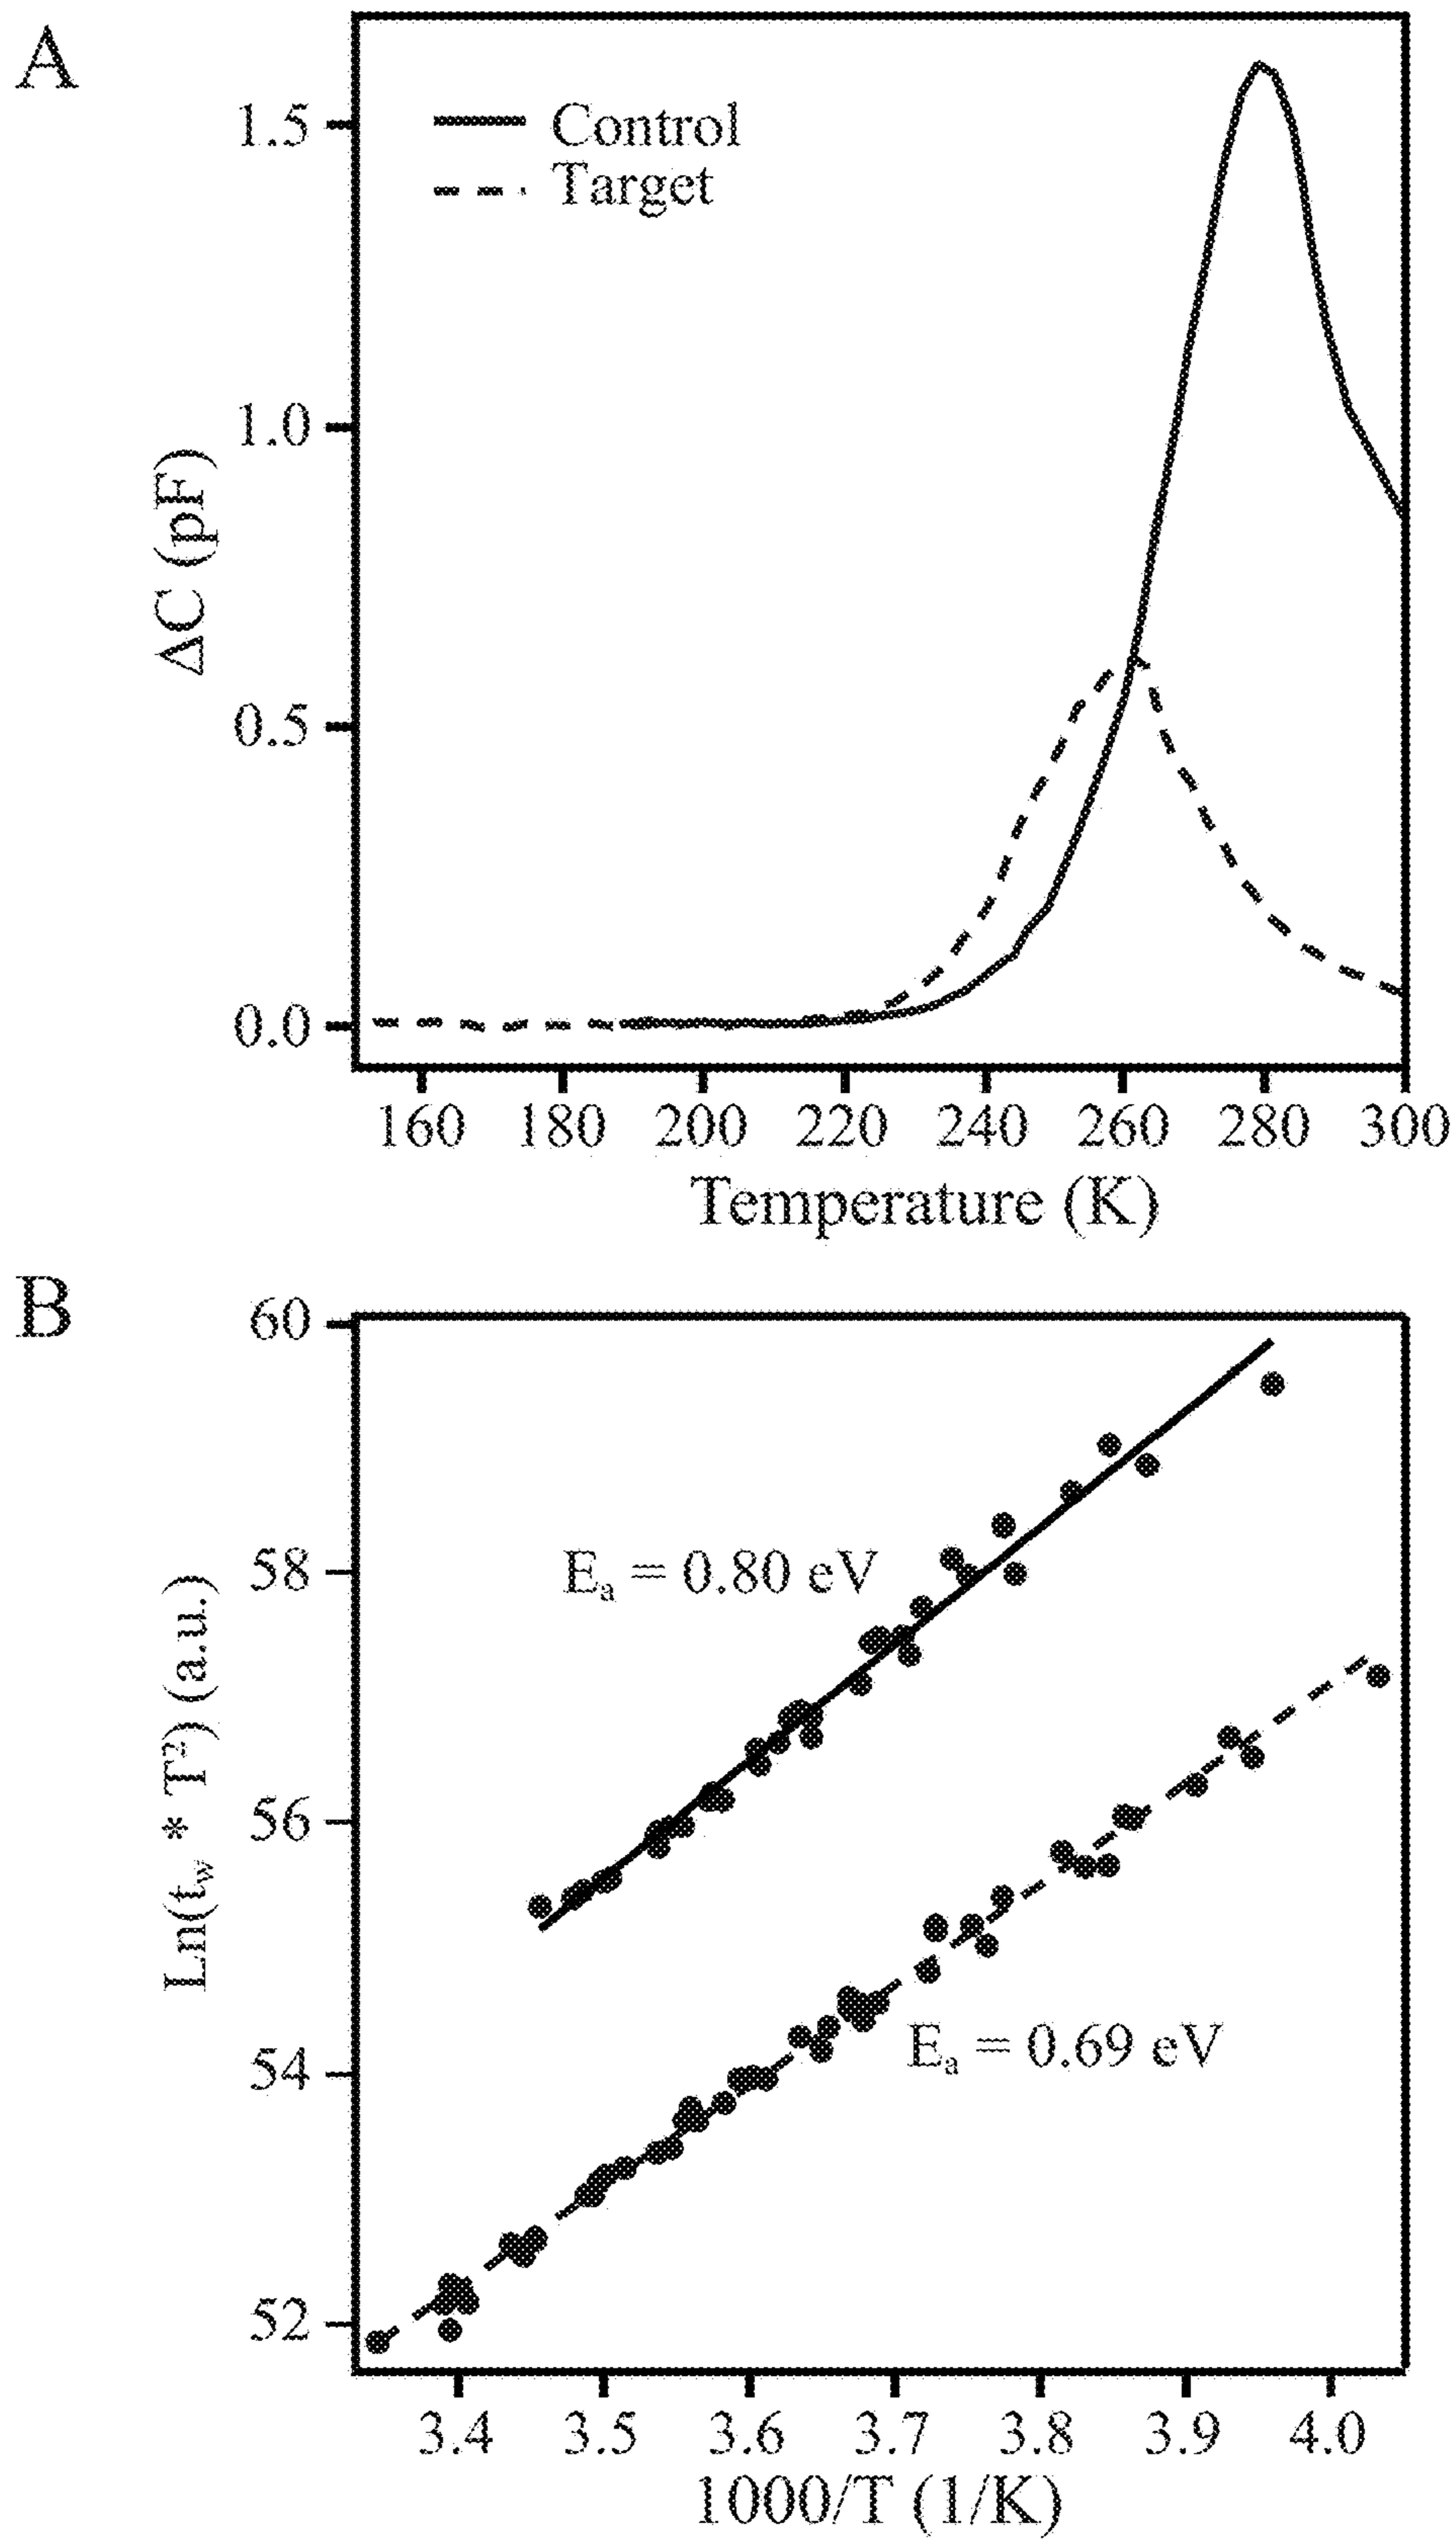 A
1.5
1.0
0.5
0.0
ΔC (pF)
Control
Target
160 180 200 220 240 260 280 300
Temperature (K)
B
60
58
56
54
52
Ln(t_w * T²) (a.u.)
Eₐ = 0.80 eV
Eₐ = 0.69 eV
3.4 3.5 3.6 3.7 3.8 3.9 4.0
1000/T (1/K)